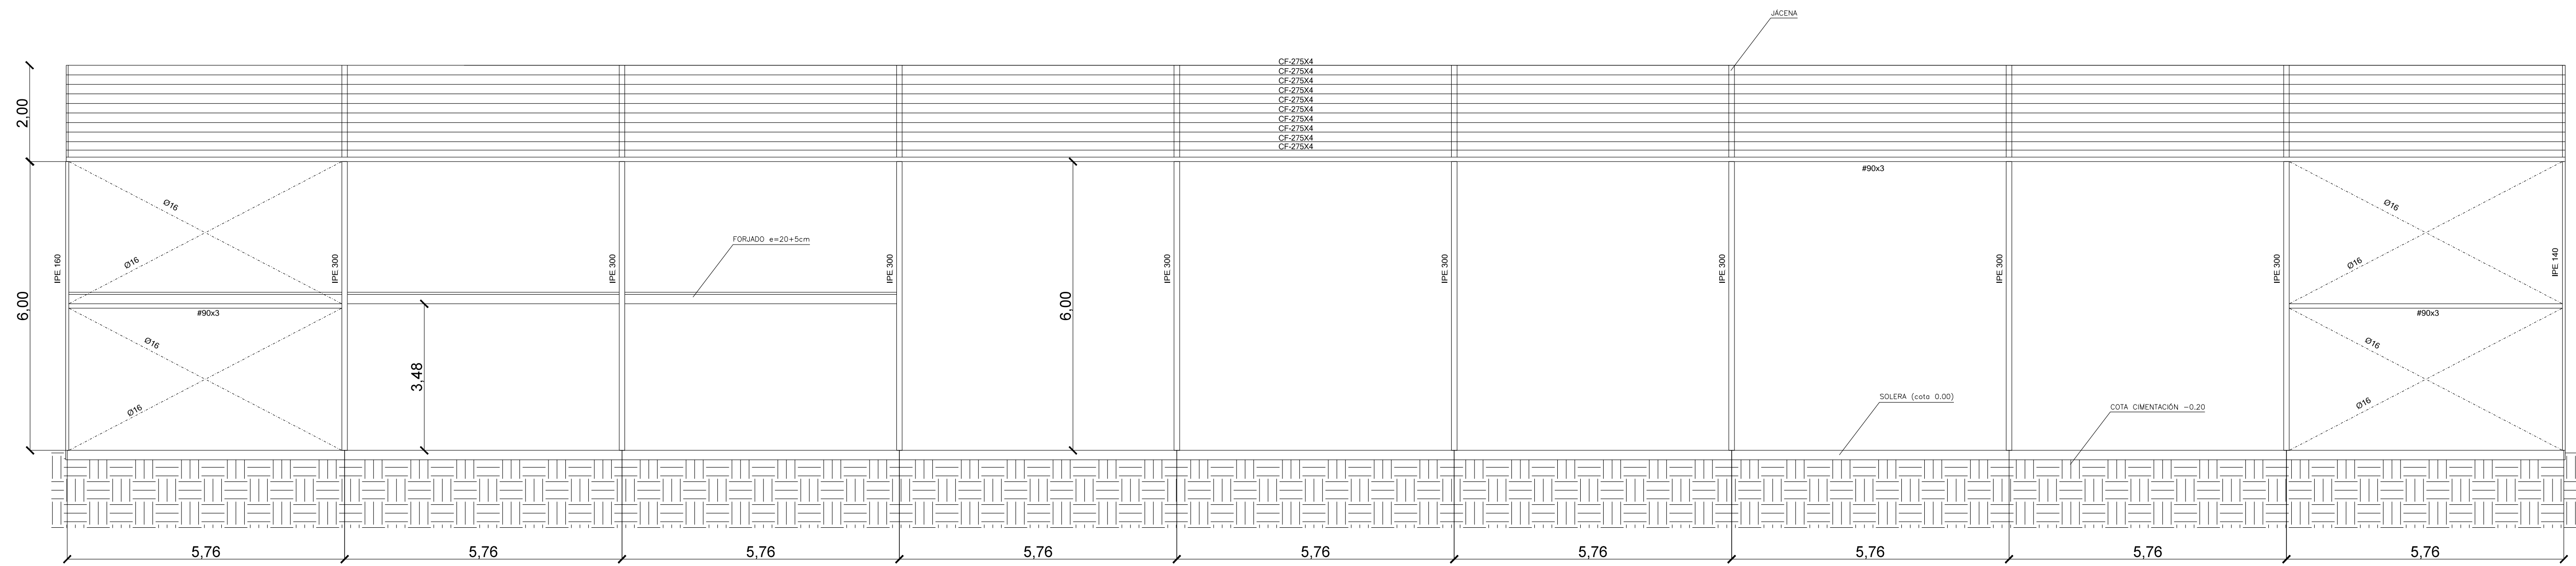 JÁCENA
CF-275X4
CF-275X4
CF-275X4
CF-275X4
CF-275X4
CF-275X4
CF-275X4
CF-275X4
CF-275X4
CF-275X4
2,00
#90x3
Ø16
Ø16
Ø16
Ø16
FORJADO e=20+5cm
IPE 160
IPE 300
IPE 300
IPE 300
IPE 300
IPE 300
IPE 300
IPE 300
IPE 300
IPE 140
6,00
6,00
#90x3
#90x3
Ø16
Ø16
3,48
Ø16
Ø16
SOLERA (cota 0.00)
COTA CIMENTACIÓN -0.20
5,76
5,76
5,76
5,76
5,76
5,76
5,76
5,76
5,76